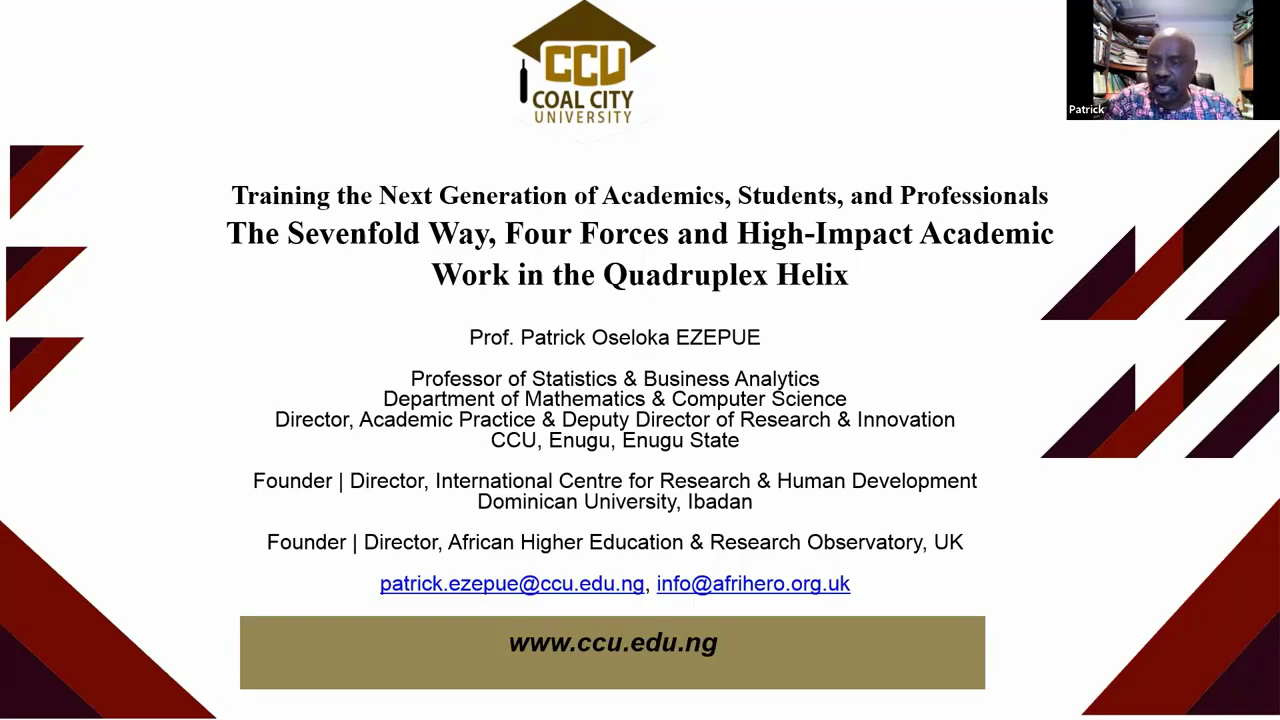 CCU
COAL CITY
UNIVERSITY
Patrick
Training the Next Generation of Academics, Students, and Professionals
The Sevenfold Way, Four Forces and High-Impact Academic
Work in the Quadruplex Helix
Prof. Patrick Oseloka EZEPUE
Professor of Statistics & Business Analytics
Department of Mathematics & Computer Science
Director, Academic Practice & Deputy Director of Research & Innovation
CCU, Enugu, Enugu State
Founder | Director, International Centre for Research & Human Development
Dominican University, Ibadan
Founder | Director, African Higher Education & Research Observatory, UK
patrick.ezepue@ccu.edu.ng, info@afrihero.org.uk
www.ccu.edu.ng